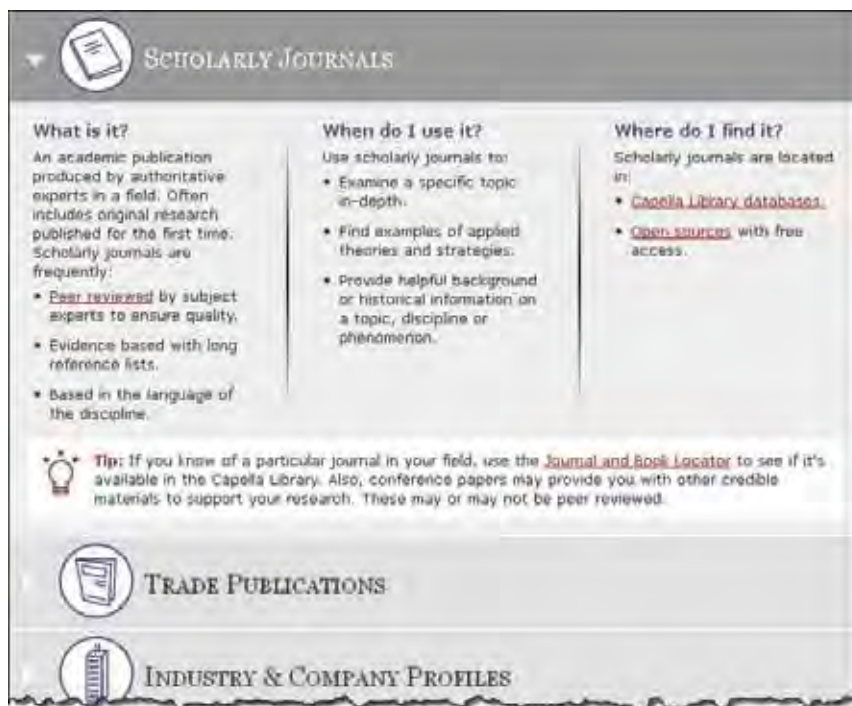 SCHOLARLY JOURNALS
What is it?
An academic publication
produced by authoritative
experts in a field. Often
includes original research
published for the first time.
Scholarly journals are
frequently:
• Peer reviewed by subject
experts to ensure quality.
• Evidence based with long
reference lists.
• Based in the language of
the discipline.
When do I use it?
Use scholarly journals to:
• Examine a specific topic
in-depth.
• Find examples of applied
theories and strategies.
• Provide helpful background
or historical information on
a topic, discipline or
phenomenon.
Where do I find it?
Scholarly journals are located
in:
• Capella Library databases.
• Open sources with free
access.
Tip: If you know of a particular journal in your field, use the Journal and Book Locator to see if it's
available in the Capella Library. Also, conference papers may provide you with other credible
materials to support your research. These may or may not be peer reviewed.
TRADE PUBLICATIONS
INDUSTRY & COMPANY PROFILES